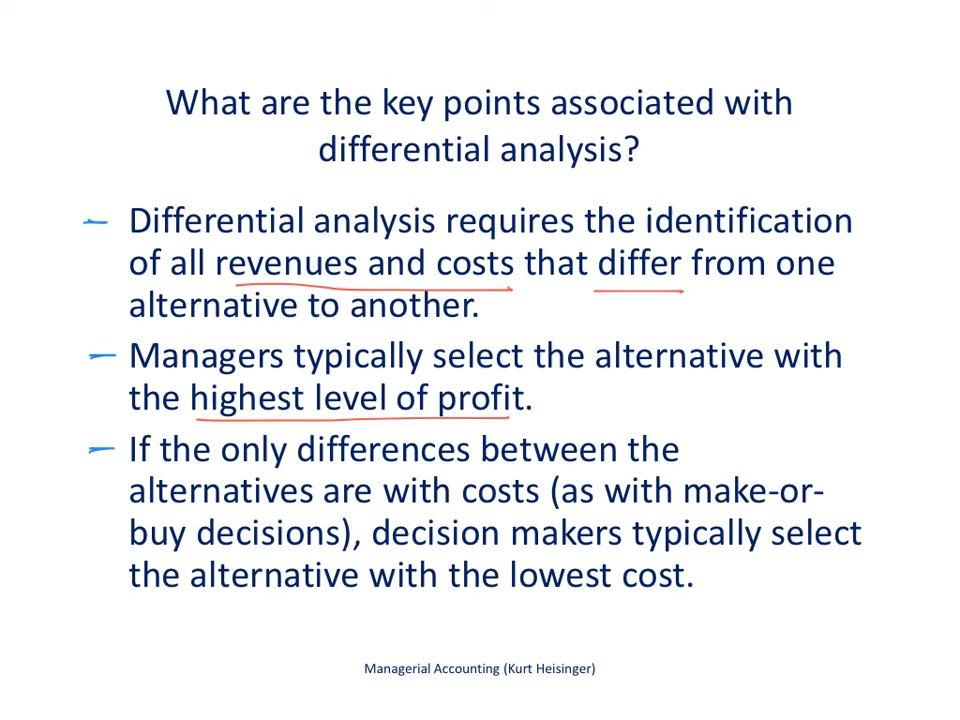 What are the key points associated with
differential analysis?
Differential analysis requires the identification
of all revenues and costs that differ from one
alternative to another.
Managers typically select the alternative with
the highest level of profit.
If the only differences between the
alternatives are with costs (as with make-or-
buy decisions), decision makers typically select
the alternative with the lowest cost.
Managerial Accounting (Kurt Heisinger)